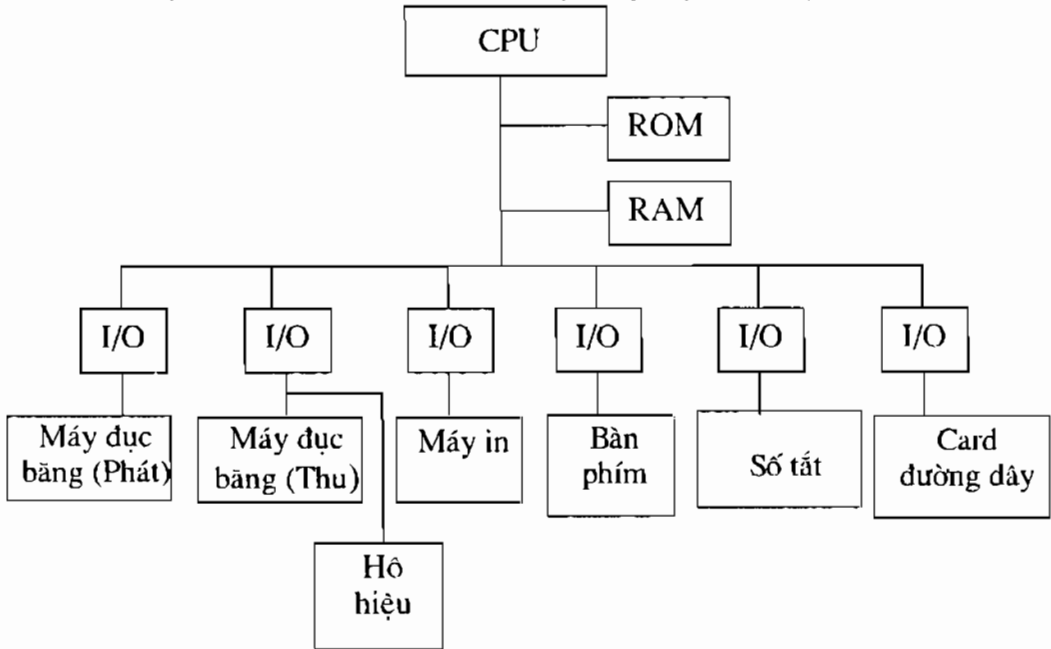 CPU
ROM
RAM
I/O
I/O
I/O
I/O
I/O
I/O
Máy đục
băng (Phát)
Máy đục
băng (Thu)
Máy in
Bàn
phím
Số tắt
Card
đường dây
Hô
hiệu